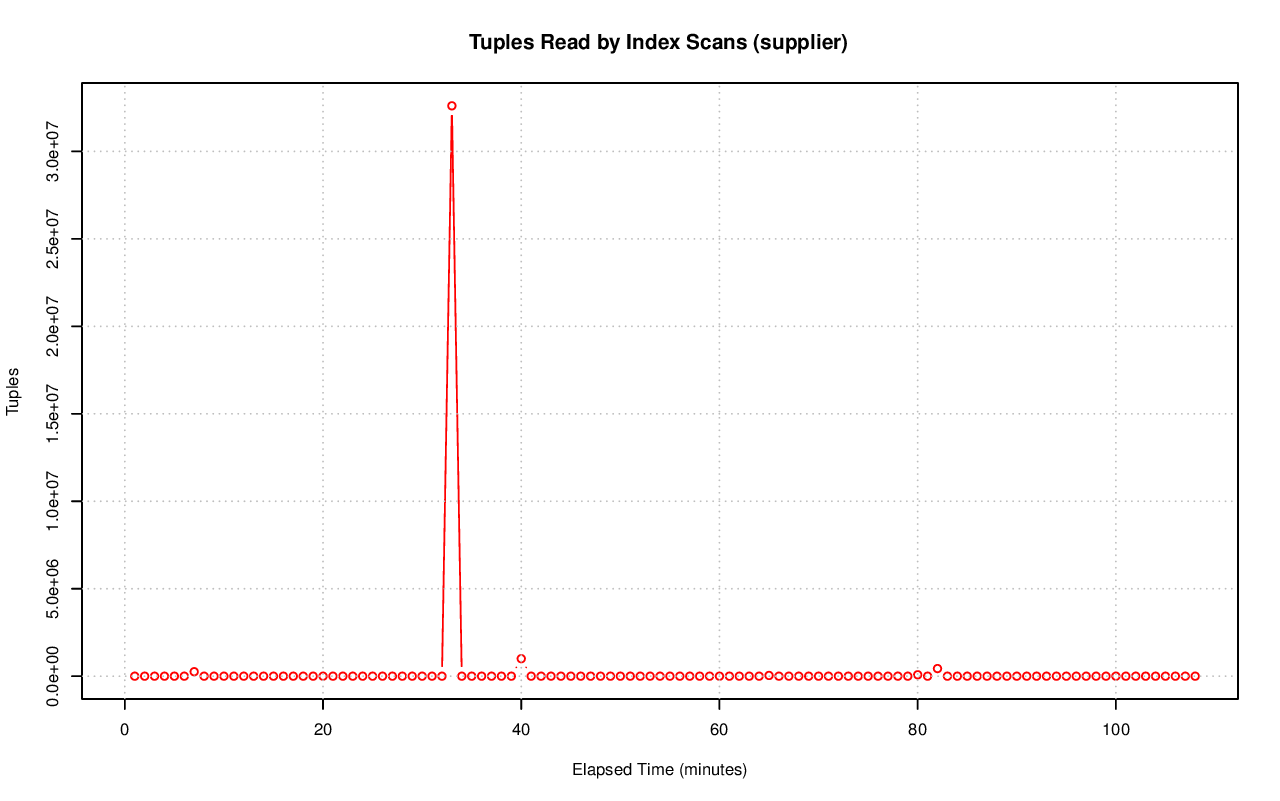 Tuples Read by Index Scans (supplier)
Tuples
3.0e+07
2.5e+07
2.0e+07
1.5e+07
1.0e+07
5.0e+06
0.0e+00
0 20 40 60 80 100
Elapsed Time (minutes)